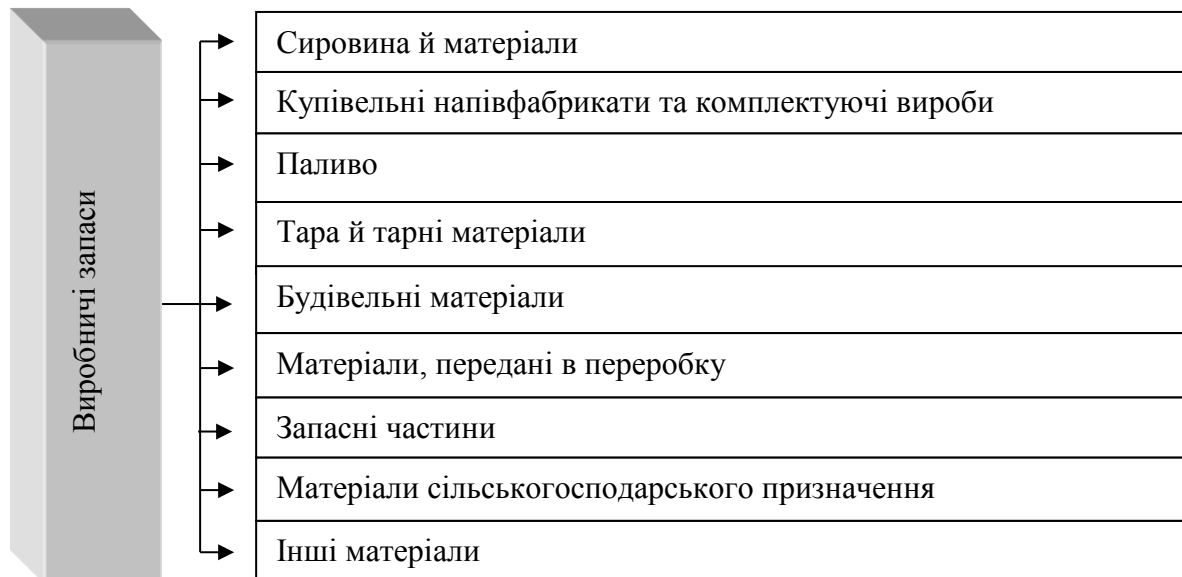 Виробничі запаси
Сировина й матеріали
Купівельні напівфабрикати та комплектуючі вироби
Паливо
Тара й тарні матеріали
Будівельні матеріали
Матеріали, передані в переробку
Запасні частини
Матеріали сільськогосподарського призначення
Інші матеріали